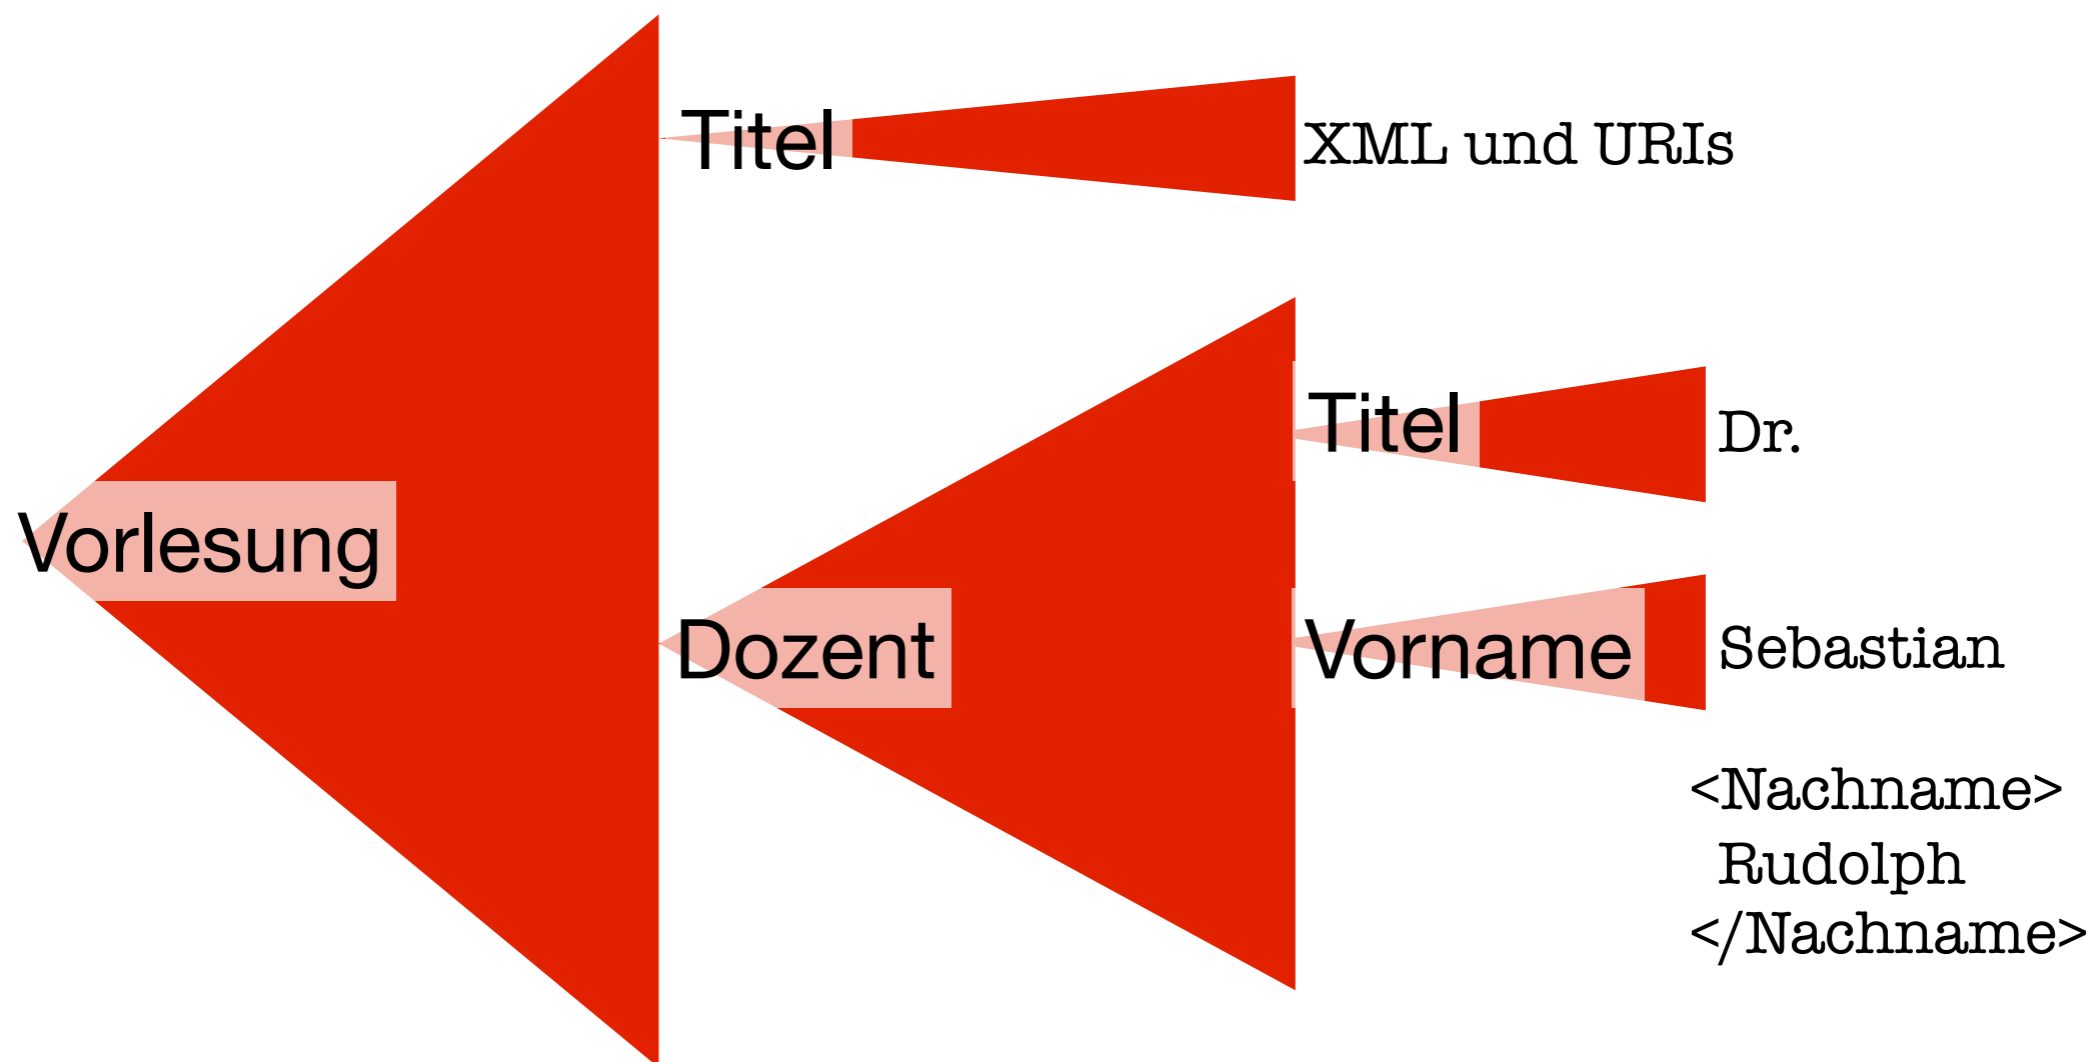 Titel
XML und URIs
Titel
Dr.
Vorlesung
Dozent
Vorname
Sebastian
<Nachname>
Rudolph
</Nachname>